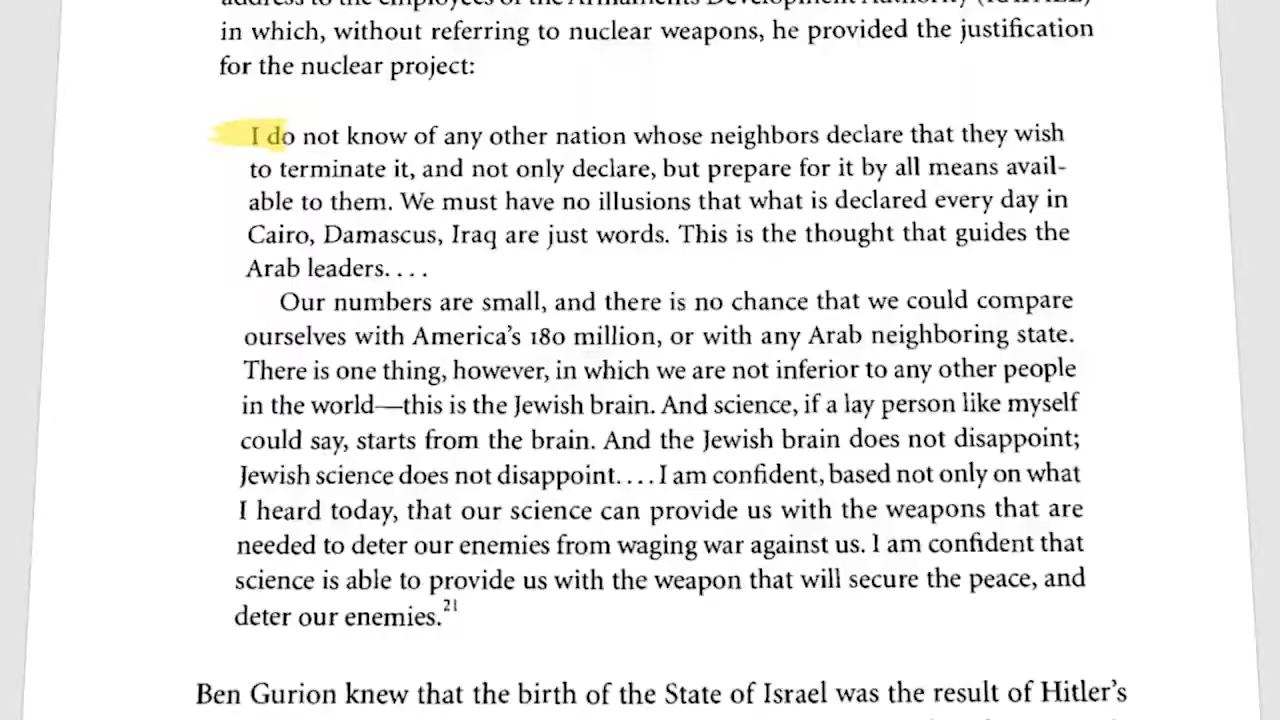 address to the employees of the Armaments Development Authority (RAFAEL)
in which, without referring to nuclear weapons, he provided the justification
for the nuclear project:
I do not know of any other nation whose neighbors declare that they wish
to terminate it, and not only declare, but prepare for it by all means avail-
able to them. We must have no illusions that what is declared every day in
Cairo, Damascus, Iraq are just words. This is the thought that guides the
Arab leaders. . . .
Our numbers are small, and there is no chance that we could compare
ourselves with America's 180 million, or with any Arab neighboring state.
There is one thing, however, in which we are not inferior to any other people
in the world—this is the Jewish brain. And science, if a lay person like myself
could say, starts from the brain. And the Jewish brain does not disappoint;
Jewish science does not disappoint. . . . I am confident, based not only on what
I heard today, that our science can provide us with the weapons that are
needed to deter our enemies from waging war against us. I am confident that
science is able to provide us with the weapon that will secure the peace, and
deter our enemies.21
Ben Gurion knew that the birth of the State of Israel was the result of Hitler's